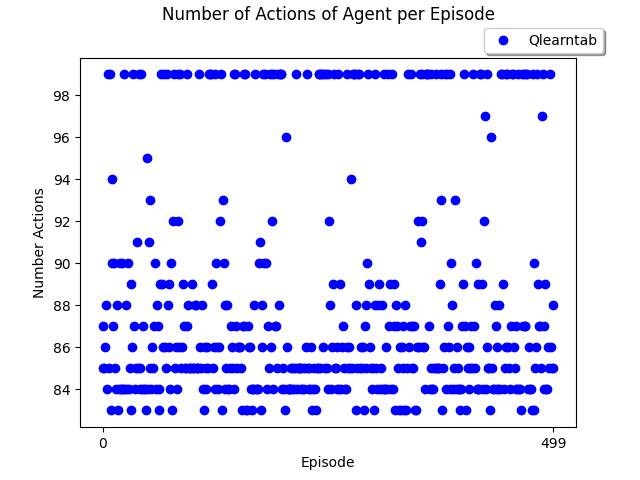 Number of Actions of Agent per Episode
Qlearntab
98
96
94
92
90
88
86
84
Number Actions
0
499
Episode